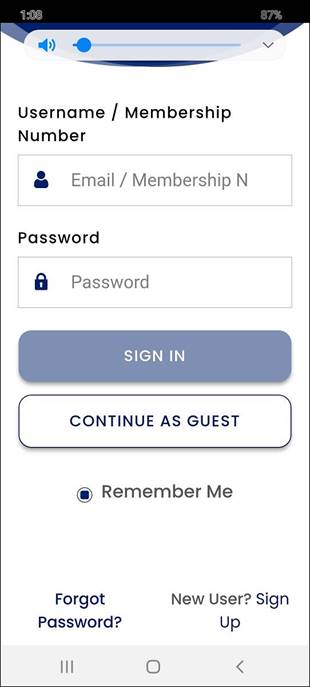 1:08 87%
Username / Membership
Number
Email / Membership N
Password
Password
SIGN IN
CONTINUE AS GUEST
Remember Me
Forgot
Password?
New User? Sign
Up